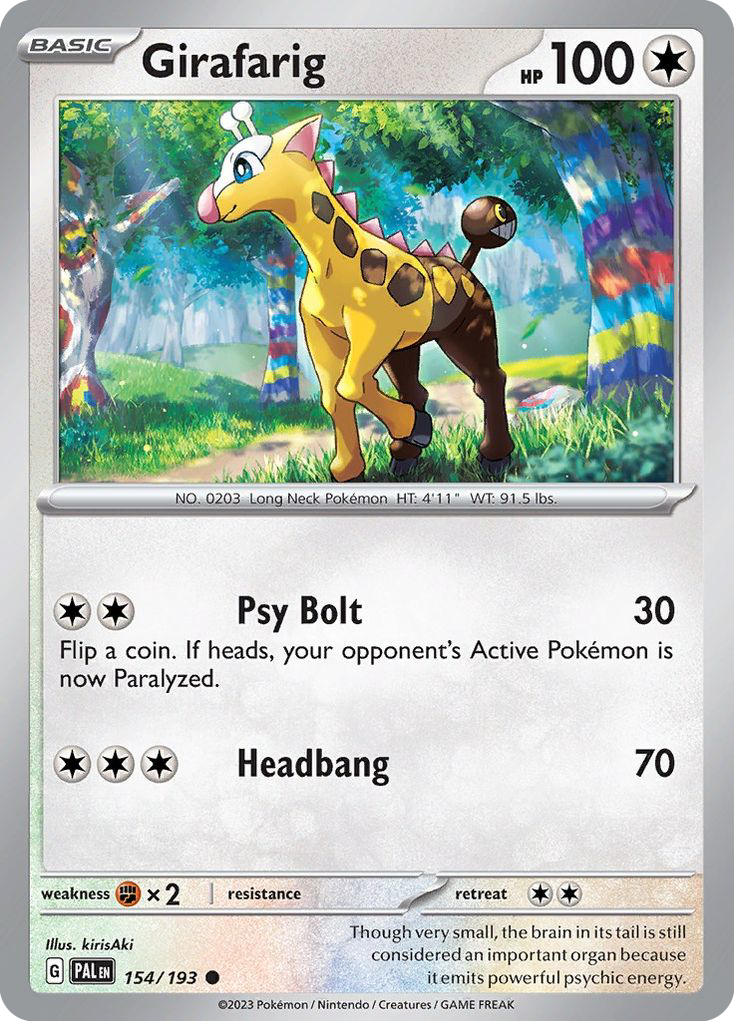 BASIC
Girafarig
HP 100
NO. 0203 Long Neck Pokémon HT: 4'11" WT: 91.5 lbs.
Psy Bolt 30
Flip a coin. If heads, your opponent's Active Pokémon is
now Paralyzed.
Headbang 70
weakness ×2 resistance retreat
Though very small, the brain in its tail is still
considered an important organ because
it emits powerful psychic energy.
Illus. kirisAki
G PAL EN 154/193
©2023 Pokémon / Nintendo / Creatures / GAME FREAK